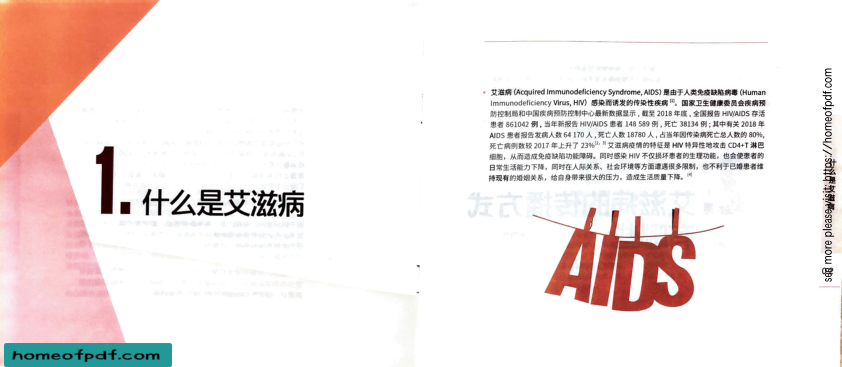 1. 什么是艾滋病
艾滋病 (Acquired Immunodeficiency Syndrome, AIDS) 是由于人类免疫缺陷病毒 (Human
Immunodeficiency Virus, HIV) 感染而诱发的传染性疾病 [1]。国家卫生健康委员会疾病预
防控制局和中国疾病预防控制中心最新数据显示 , 截至 2018 年底 , 全国报告 HIV/AIDS 存活
患者 861042 例 , 当年新报告 HIV/AIDS 患者 148 589 例 , 死亡 38134 例 ; 其中有关 2018 年
AIDS 患者报告发病人数 64 170 人 , 死亡人数 18780 人 , 占当年因传染病死亡总人数的 80%,
死亡病例数较 2017 年上升了 23%[2, 3] 艾滋病疫情的特征是 HIV 特异性地攻击 CD4+T 淋巴
细胞 , 从而造成免疫缺陷功能障碍。同时感染 HIV 不仅损坏患者的生理功能 , 也会使患者的
日常生活能力下降 , 同时在人际关系、社会环境等方面遭遇很多限制 , 也不利于已婚患者维
持现有的婚姻关系 , 给自身带来很大的压力 , 造成生活质量下降。[4]
艾滋病的传播方式
AIDS
see more please visit: https://homeofpdf.com
homeofpdf.com